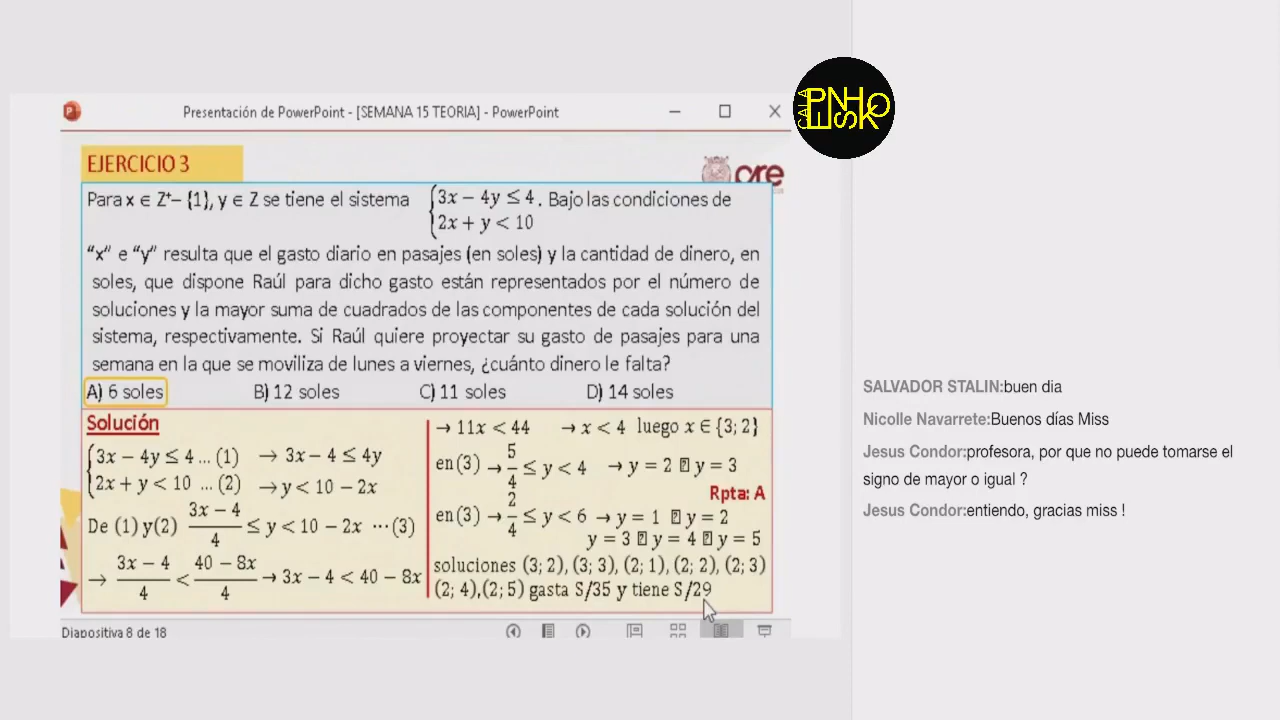 Presentación de PowerPoint - [SEMANA 15 TEORIA] - PowerPoint
EJERCICIO 3
cre
CALA
PNHO
ESK
Para x ∈ Z⁺– {1}, y ∈ Z se tiene el sistema {3x − 4y ≤ 4 . Bajo las condiciones de
2x + y < 10
"x" e "y" resulta que el gasto diario en pasajes (en soles) y la cantidad de dinero, en
soles, que dispone Raúl para dicho gasto están representados por el número de
soluciones y la mayor suma de cuadrados de las componentes de cada solución del
sistema, respectivamente. Si Raúl quiere proyectar su gasto de pasajes para una
semana en la que se moviliza de lunes a viernes, ¿cuánto dinero le falta?
A) 6 soles B) 12 soles C) 11 soles D) 14 soles
Solución
{3x − 4y ≤ 4 ... (1) → 3x − 4 ≤ 4y
2x + y < 10 ... (2) → y < 10 − 2x
De (1) y(2) (3x − 4)/4 ≤ y < 10 − 2x ⋯(3)
→ (3x − 4)/4 < (40 − 8x)/4 → 3x − 4 < 40 − 8x
→ 11x < 44 → x < 4 luego x ∈ {3; 2}
en(3) → 5/4 ≤ y < 4 → y = 2 ⍰ y = 3
Rpta: A
en(3) → 2/4 ≤ y < 6 → y = 1 ⍰ y = 2
y = 3 ⍰ y = 4 ⍰ y = 5
soluciones (3; 2), (3; 3), (2; 1), (2; 2), (2; 3)
(2; 4),(2; 5) gasta S/35 y tiene S/29
Diapositiva 8 de 18
SALVADOR STALIN:buen dia
Nicolle Navarrete:Buenos días Miss
Jesus Condor:profesora, por que no puede tomarse el
signo de mayor o igual ?
Jesus Condor:entiendo, gracias miss !